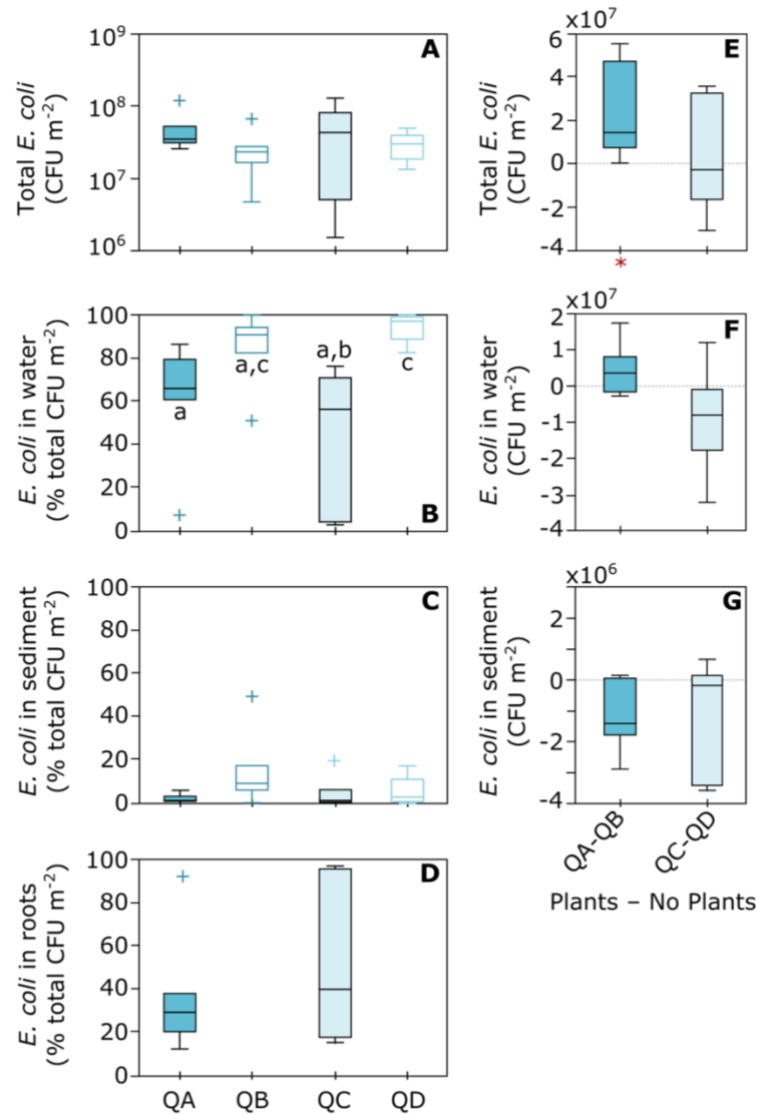 A
Total E. coli
(CFU m⁻²)
10⁹
10⁸
10⁷
10⁶
E
Total E. coli
(CFU m⁻²)
x10⁷
6
4
2
0
-2
-4
*
B
E. coli in water
(% total CFU m⁻²)
100
80
60
40
20
0
a
a,c
a,b
c
F
E. coli in water
(CFU m⁻²)
x10⁷
2
1
0
-1
-2
-3
-4
C
E. coli in sediment
(% total CFU m⁻²)
100
80
60
40
20
0
G
E. coli in sediment
(CFU m⁻²)
x10⁶
2
0
-2
-4
QA-QB
QC-QD
Plants – No Plants
D
E. coli in roots
(% total CFU m⁻²)
100
80
60
40
20
0
QA
QB
QC
QD